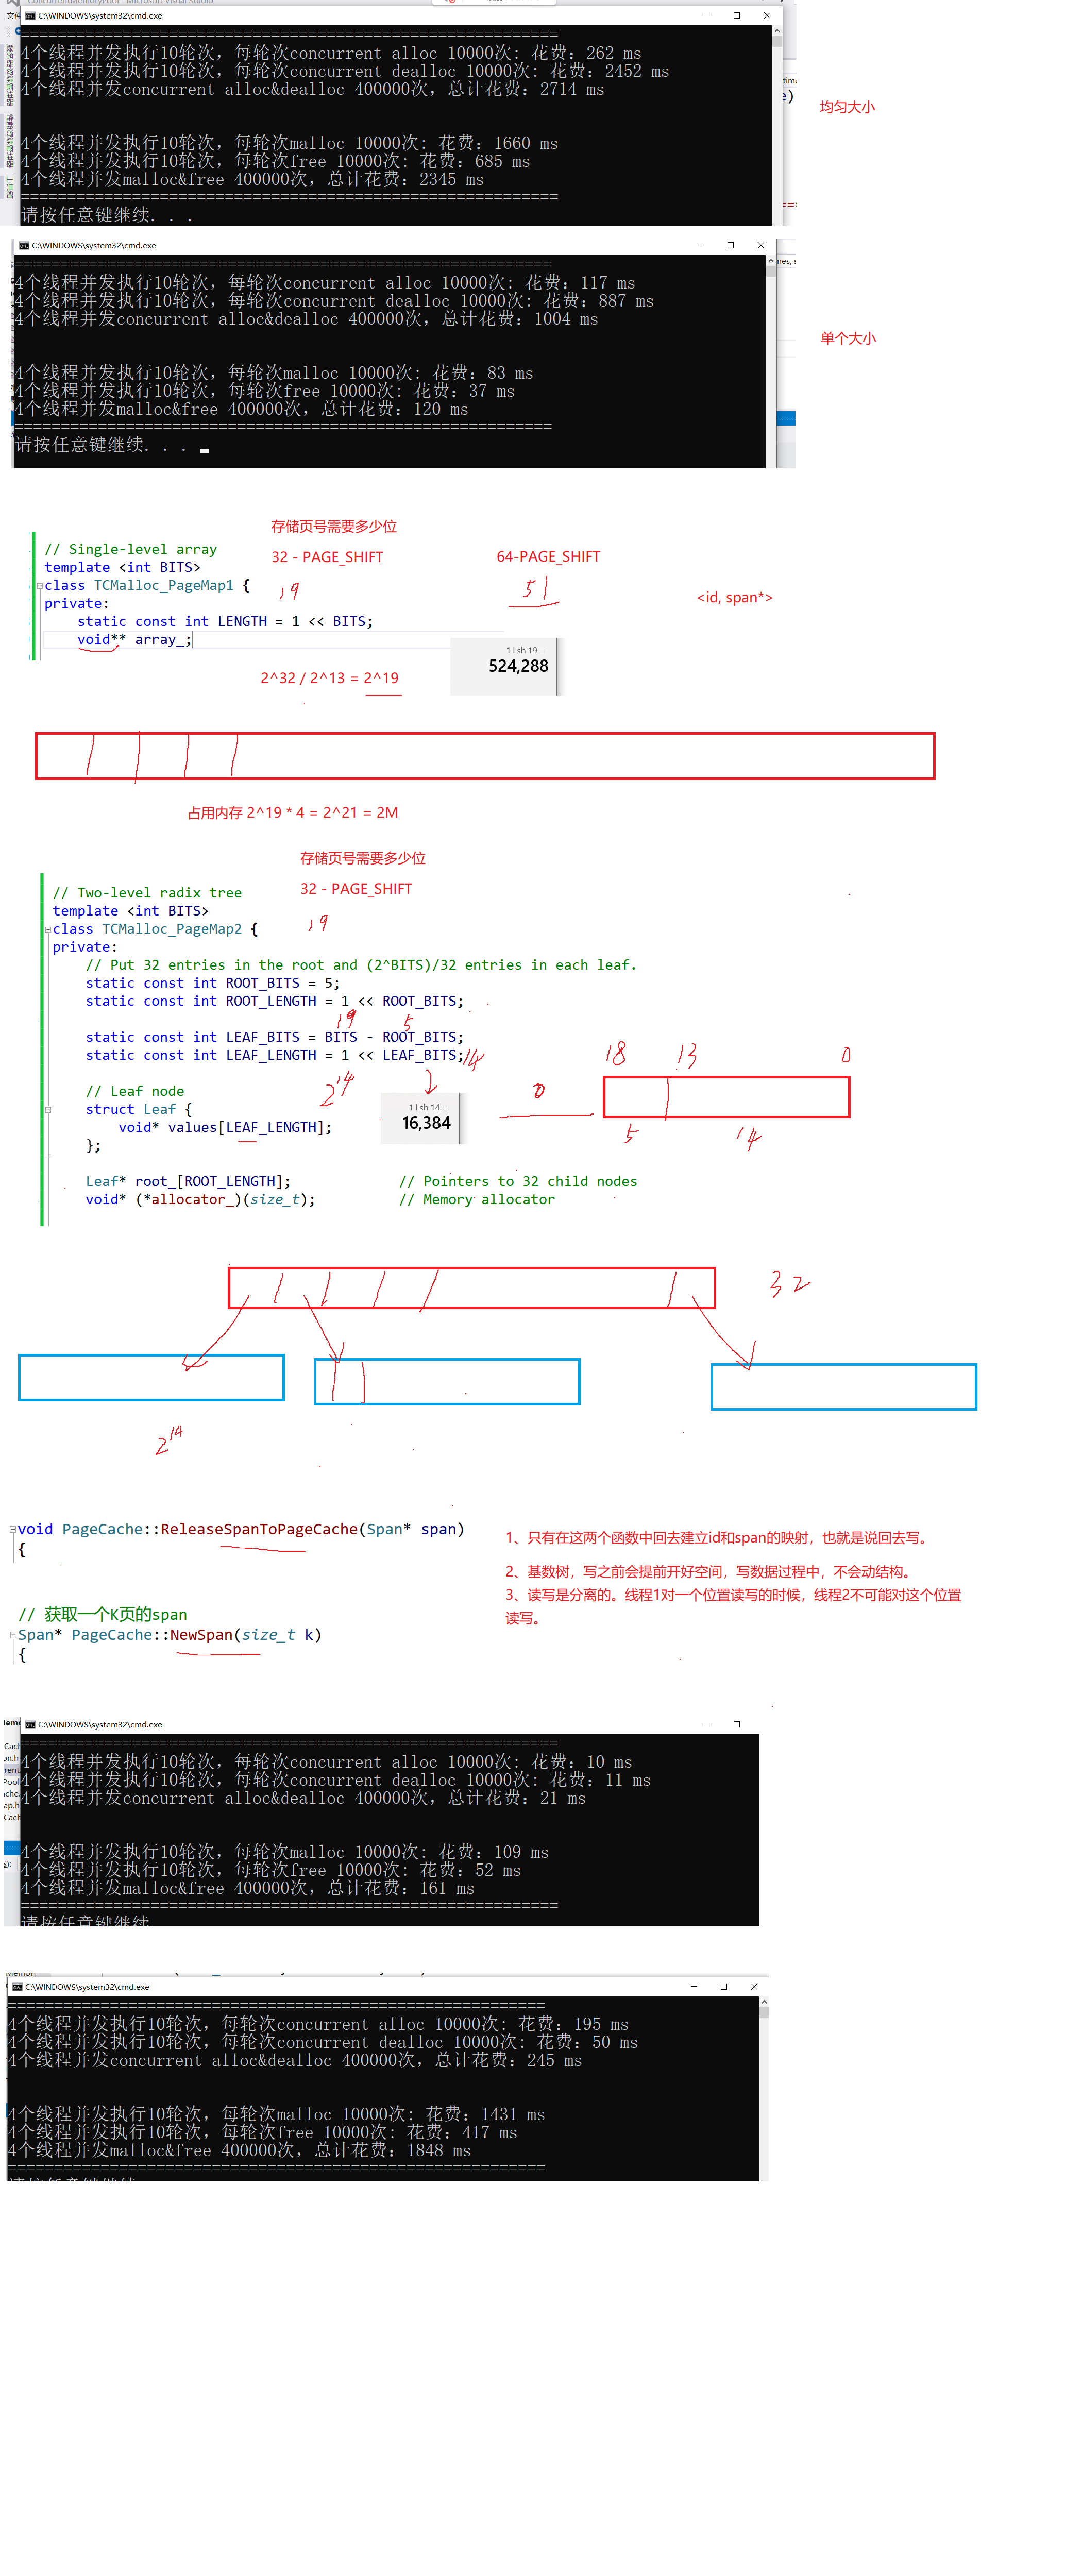 ConcurrentMemoryPool - Microsoft Visual Studio
C:\WINDOWS\system32\cmd.exe
==========================================================
4个线程并发执行10轮次，每轮次concurrent alloc 10000次: 花费：262 ms
4个线程并发执行10轮次，每轮次concurrent dealloc 10000次: 花费：2452 ms
4个线程并发concurrent alloc&dealloc 400000次，总计花费：2714 ms
均匀大小
4个线程并发执行10轮次，每轮次malloc 10000次: 花费：1660 ms
4个线程并发执行10轮次，每轮次free 10000次: 花费：685 ms
4个线程并发malloc&free 400000次，总计花费：2345 ms
==========================================================
请按任意键继续. . .
服务器资源管理器
性能资源管理器
工具箱
C:\WINDOWS\system32\cmd.exe
==========================================================
4个线程并发执行10轮次，每轮次concurrent alloc 10000次: 花费：117 ms
4个线程并发执行10轮次，每轮次concurrent dealloc 10000次: 花费：887 ms
4个线程并发concurrent alloc&dealloc 400000次，总计花费：1004 ms
单个大小
4个线程并发执行10轮次，每轮次malloc 10000次: 花费：83 ms
4个线程并发执行10轮次，每轮次free 10000次: 花费：37 ms
4个线程并发malloc&free 400000次，总计花费：120 ms
==========================================================
请按任意键继续. . .
存储页号需要多少位
32 - PAGE_SHIFT
64-PAGE_SHIFT
19
51
<id, span*>
// Single-level array
template <int BITS>
class TCMalloc_PageMap1 {
private:
static const int LENGTH = 1 << BITS;
void** array_;
1 Lsh 19 =
524,288
2^32 / 2^13 = 2^19
占用内存 2^19 * 4 = 2^21 = 2M
存储页号需要多少位
32 - PAGE_SHIFT
19
// Two-level radix tree
template <int BITS>
class TCMalloc_PageMap2 {
private:
// Put 32 entries in the root and (2^BITS)/32 entries in each leaf.
static const int ROOT_BITS = 5;
static const int ROOT_LENGTH = 1 << ROOT_BITS;
19 5
static const int LEAF_BITS = BITS - ROOT_BITS;
static const int LEAF_LENGTH = 1 << LEAF_BITS;
14
18 13 0
2^14
0
5 14
// Leaf node
struct Leaf {
void* values[LEAF_LENGTH];
};
1 Lsh 14 =
16,384
Leaf* root_[ROOT_LENGTH]; // Pointers to 32 child nodes
void* (*allocator_)(size_t); // Memory allocator
32
2^14
void PageCache::ReleaseSpanToPageCache(Span* span)
{
// 获取一个K页的span
Span* PageCache::NewSpan(size_t k)
{
1、只有在这两个函数中回去建立id和span的映射，也就是说回去写。
2、基数树，写之前会提前开好空间，写数据过程中，不会动结构。
3、读写是分离的。线程1对一个位置读写的时候，线程2不可能对这个位置
读写。
C:\WINDOWS\system32\cmd.exe
==========================================================
4个线程并发执行10轮次，每轮次concurrent alloc 10000次: 花费：10 ms
4个线程并发执行10轮次，每轮次concurrent dealloc 10000次: 花费：11 ms
4个线程并发concurrent alloc&dealloc 400000次，总计花费：21 ms
4个线程并发执行10轮次，每轮次malloc 10000次: 花费：109 ms
4个线程并发执行10轮次，每轮次free 10000次: 花费：52 ms
4个线程并发malloc&free 400000次，总计花费：161 ms
==========================================================
请按任意键继续
C:\WINDOWS\system32\cmd.exe
==========================================================
4个线程并发执行10轮次，每轮次concurrent alloc 10000次: 花费：195 ms
4个线程并发执行10轮次，每轮次concurrent dealloc 10000次: 花费：50 ms
4个线程并发concurrent alloc&dealloc 400000次，总计花费：245 ms
4个线程并发执行10轮次，每轮次malloc 10000次: 花费：1431 ms
4个线程并发执行10轮次，每轮次free 10000次: 花费：417 ms
4个线程并发malloc&free 400000次，总计花费：1848 ms
==========================================================